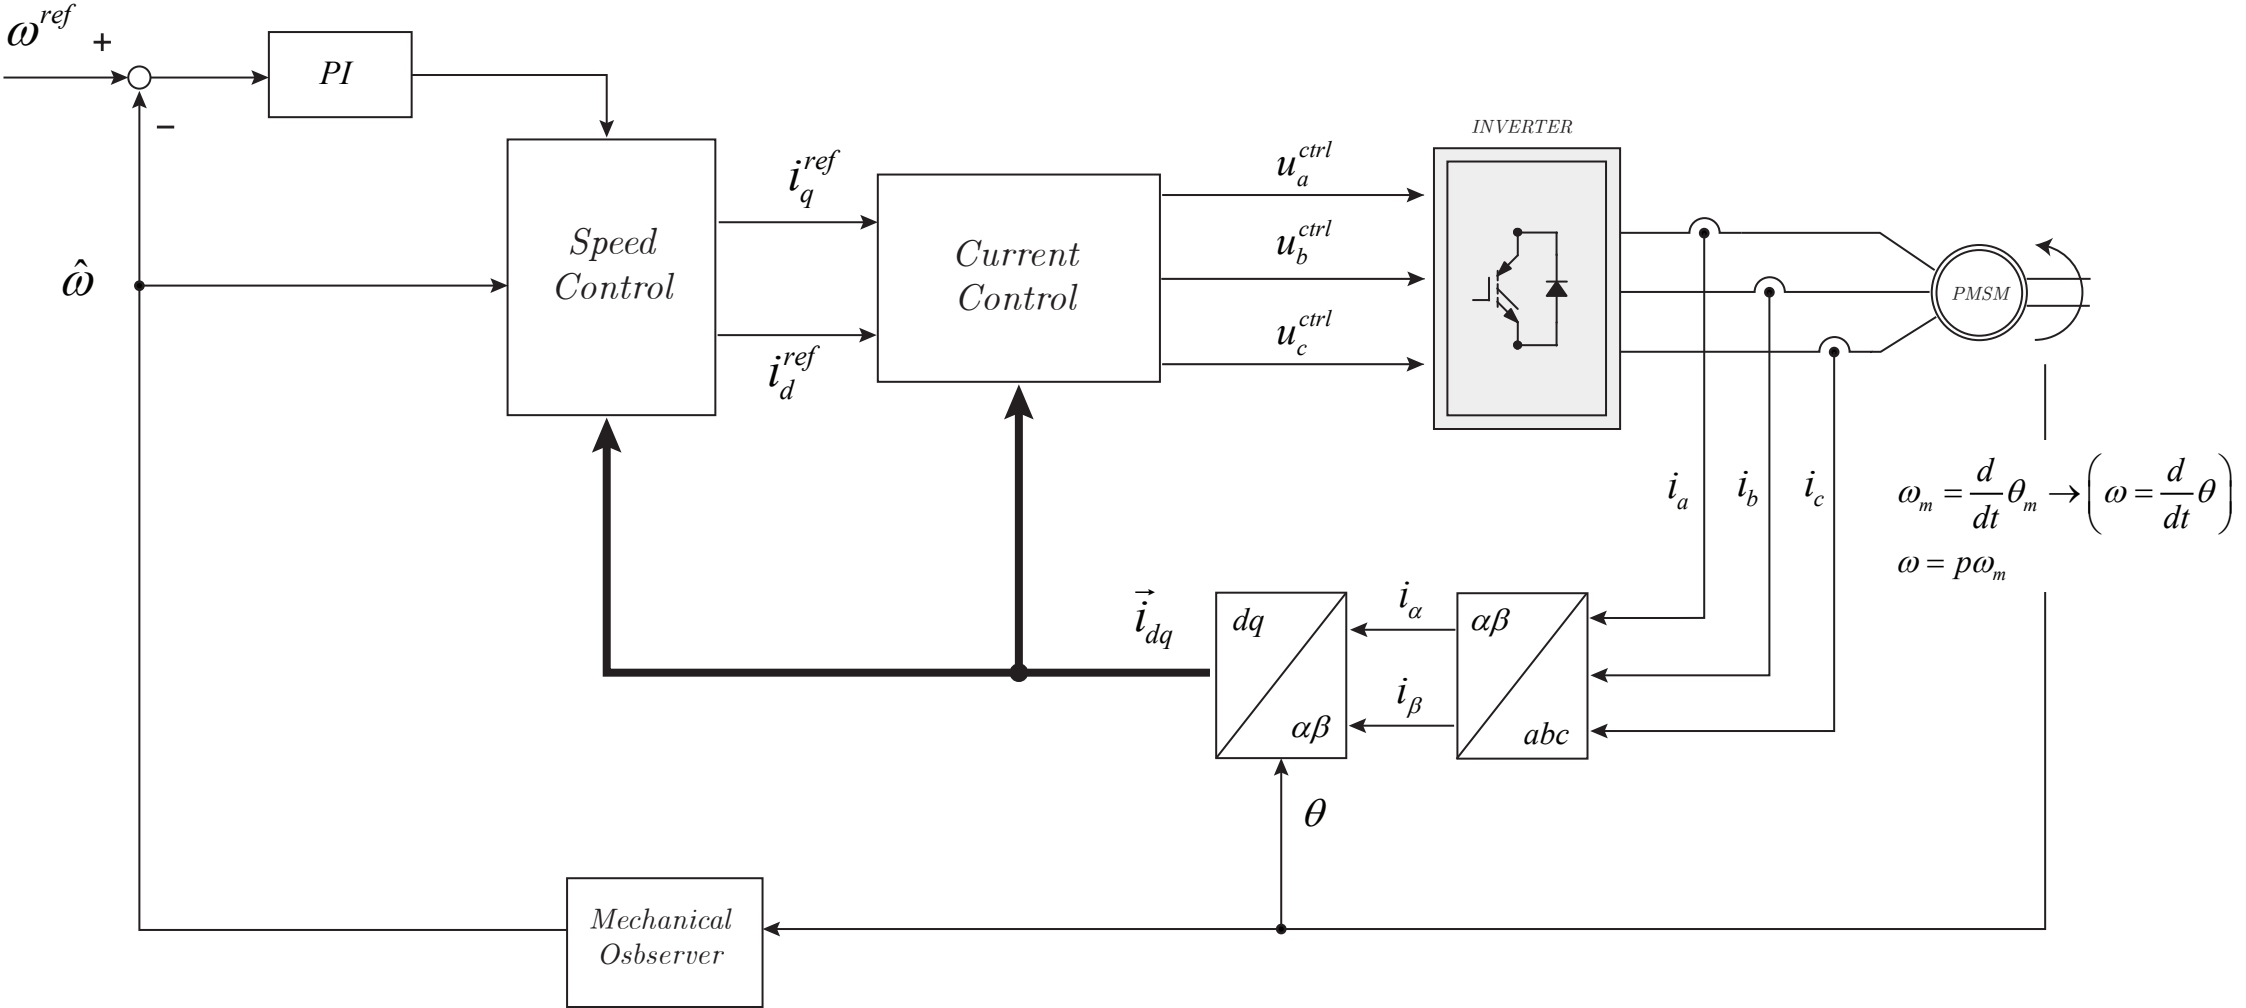 ω^ref +
PI
−
INVERTER
Speed
Control
i_q^ref
i_d^ref
Current
Control
u_a^ctrl
u_b^ctrl
u_c^ctrl
PMSM
ω̂
i_a i_b i_c
ω_m = d/dt θ_m → (ω = d/dt θ)
ω = pω_m
i⃗_dq
dq
αβ
i_α
i_β
αβ
abc
θ
Mechanical
Osbserver